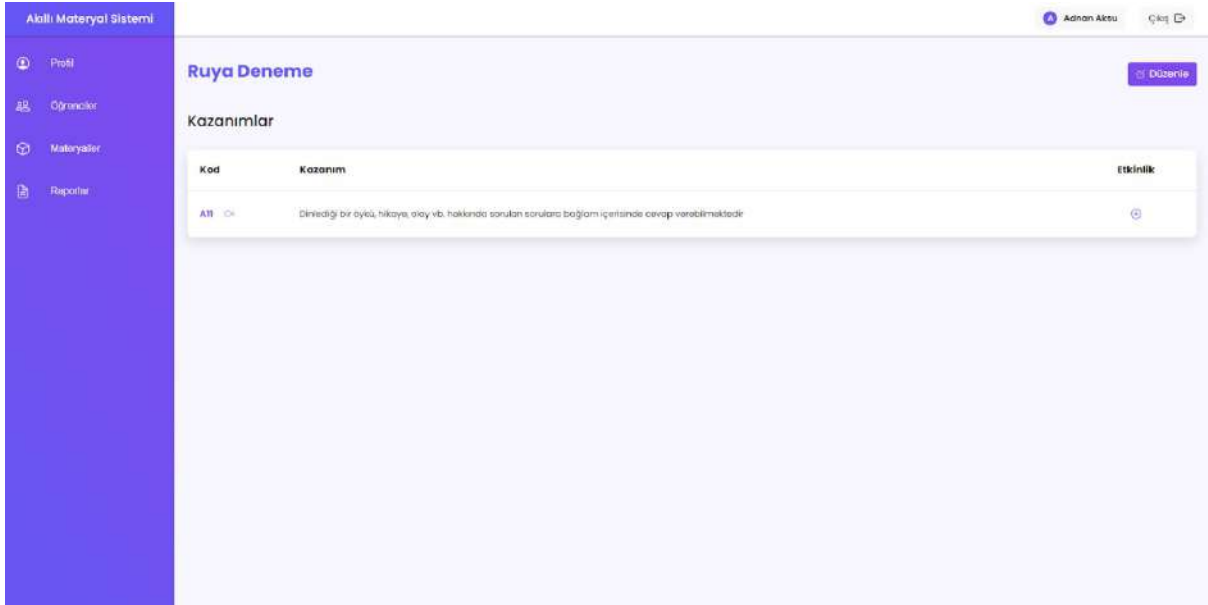 Akıllı Materyal Sistemi
A Adnan Aksu Çıkış
Profil
Öğrenciler
Materyaller
Raporlar
Ruya Deneme
Düzenle
Kazanımlar
Kod Kazanım Etkinlik
A11 Dinlediği bir öykü, hikaye, olay vb. hakkında sorulan sorulara bağlam içerisinde cevap verebilmektedir